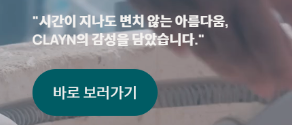 "시간이 지나도 변치 않는 아름다움,
CLAYN의 감성을 담았습니다."
바로 보러가기